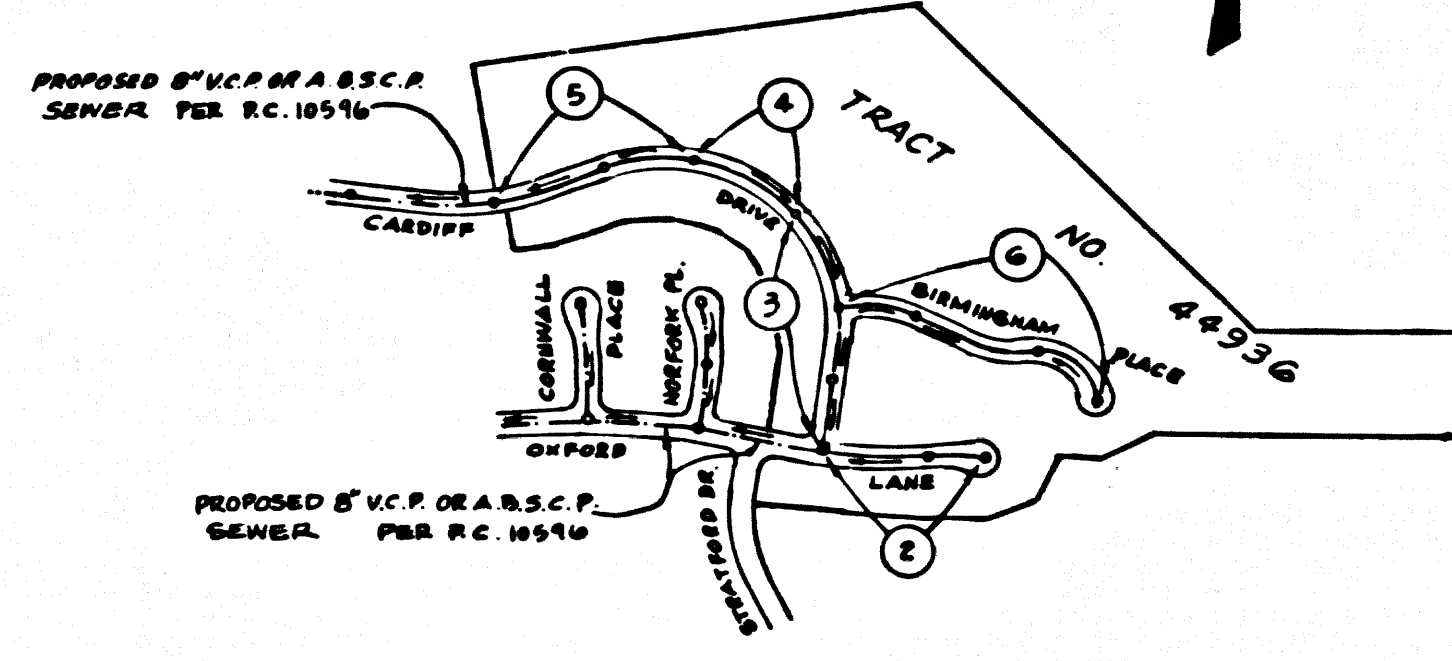 PROPOSED 8" V.C.P. OR A.B.S.C.P.
SEWER PER P.C. 10596
5
4
TRACT
NO.
44936
CARDIFF
DRIVE
6
BIRMINGHAM
PLACE
3
CORNWALL
PLACE
NORFORK PL.
OXFORD
LANE
PROPOSED 8" V.C.P. OR A.B.S.C.P.
SEWER PER P.C. 10596
STRATFORD DR.
2